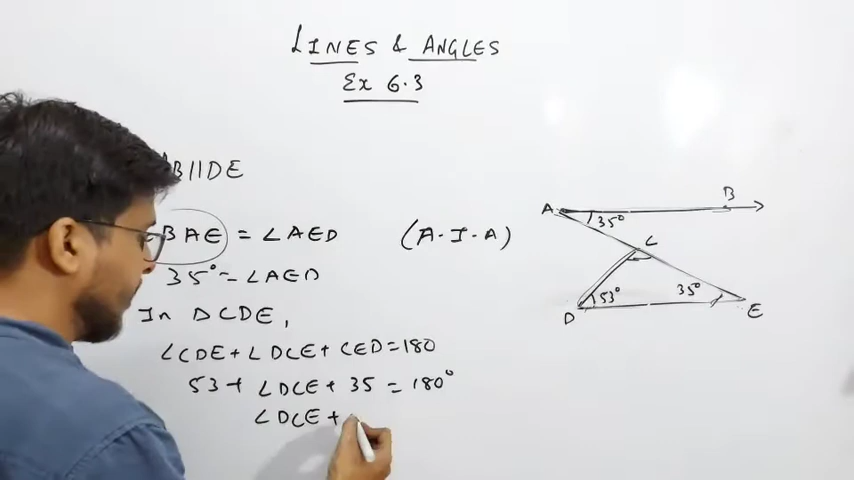 LINES & ANGLES
Ex 6.3
B||DE
BAE = ∠AED (A.I.A)
35° = ∠AED
In ΔCDE,
∠CDE + ∠DCE + CED = 180
53 + ∠DCE + 35 = 180°
∠DCE +
A
B
35°
C
53°
35°
D
E